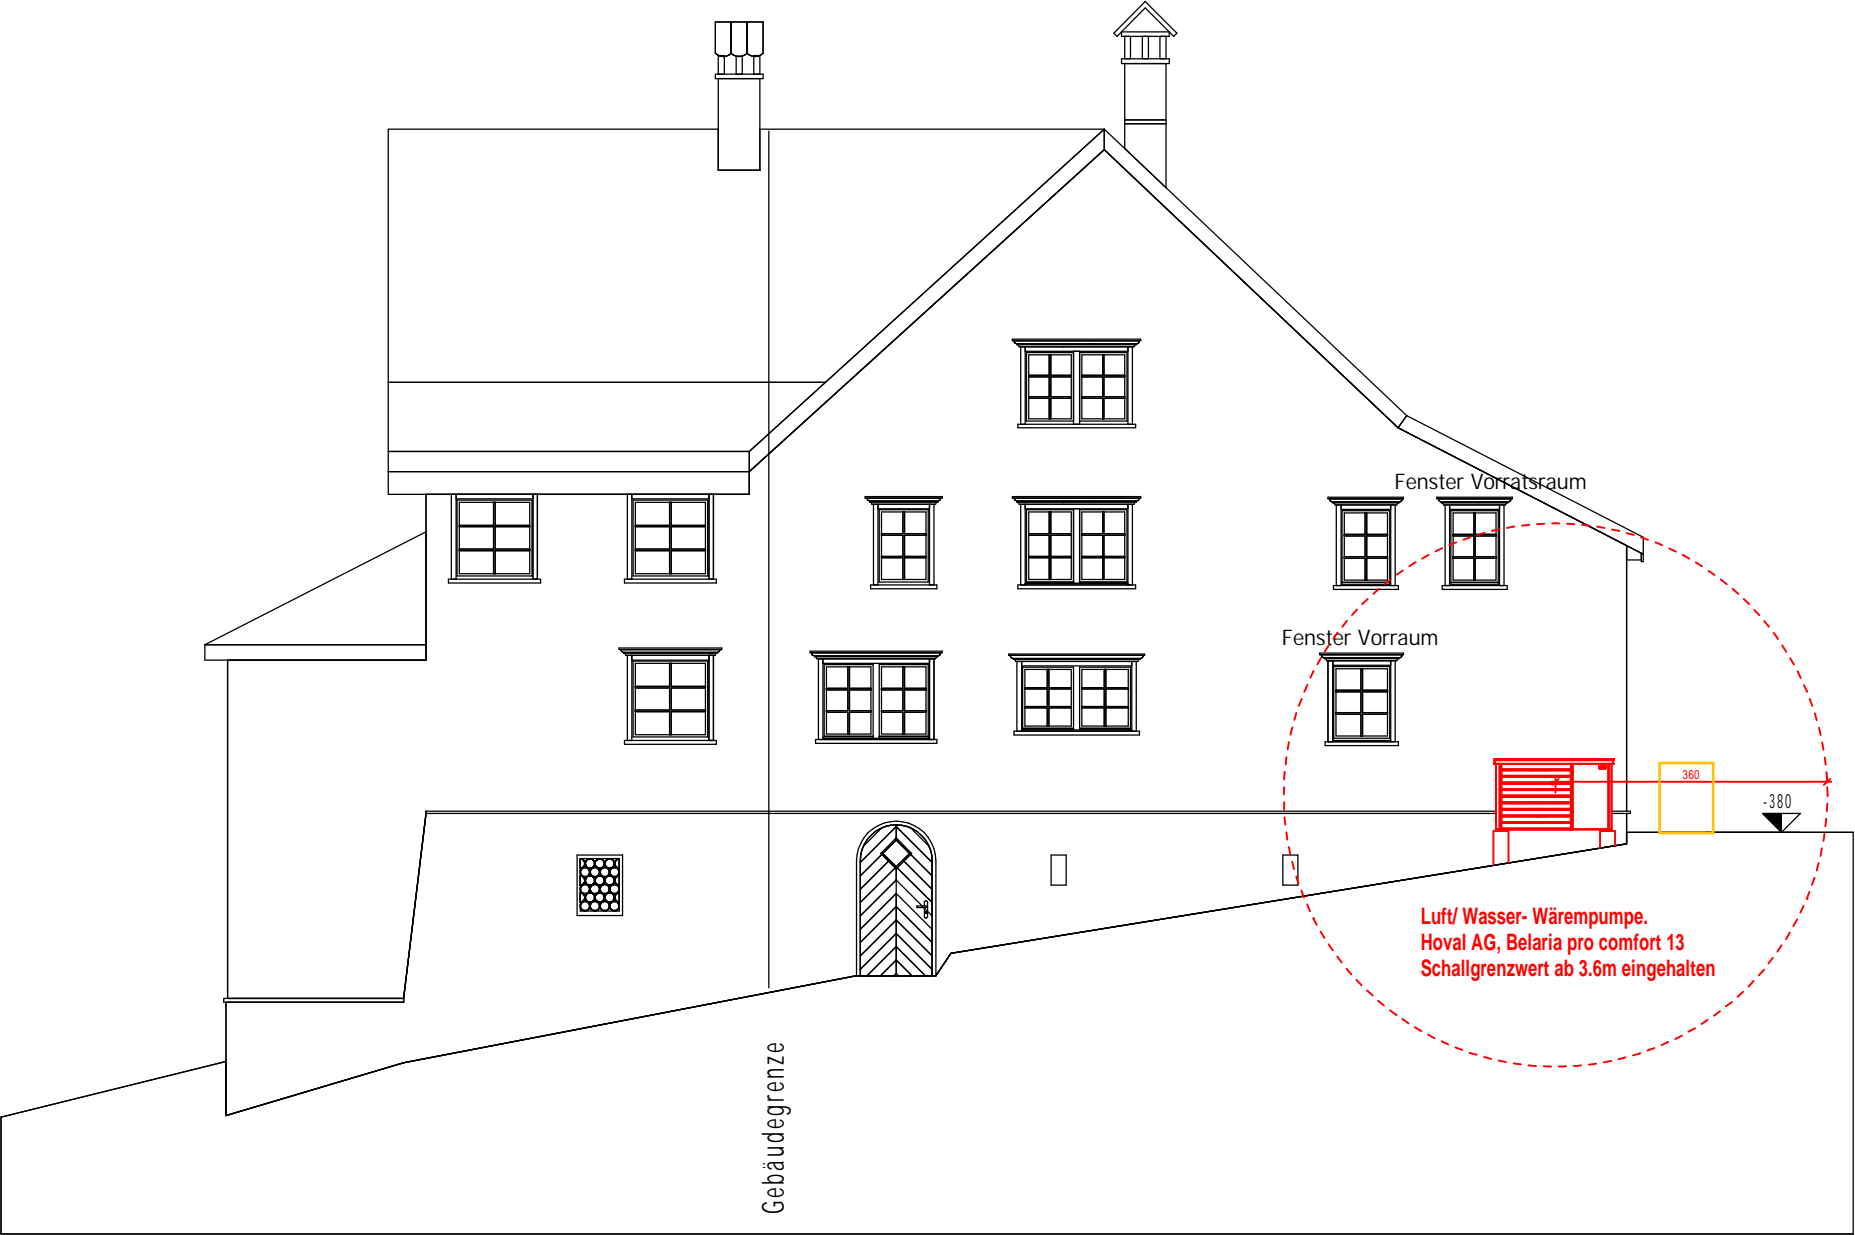 Fenster Vorratsraum
Fenster Vorraum
360
-380
Luft/ Wasser- Wärempumpe.
Hoval AG, Belaria pro comfort 13
Schallgrenzwert ab 3.6m eingehalten
Gebäudegrenze